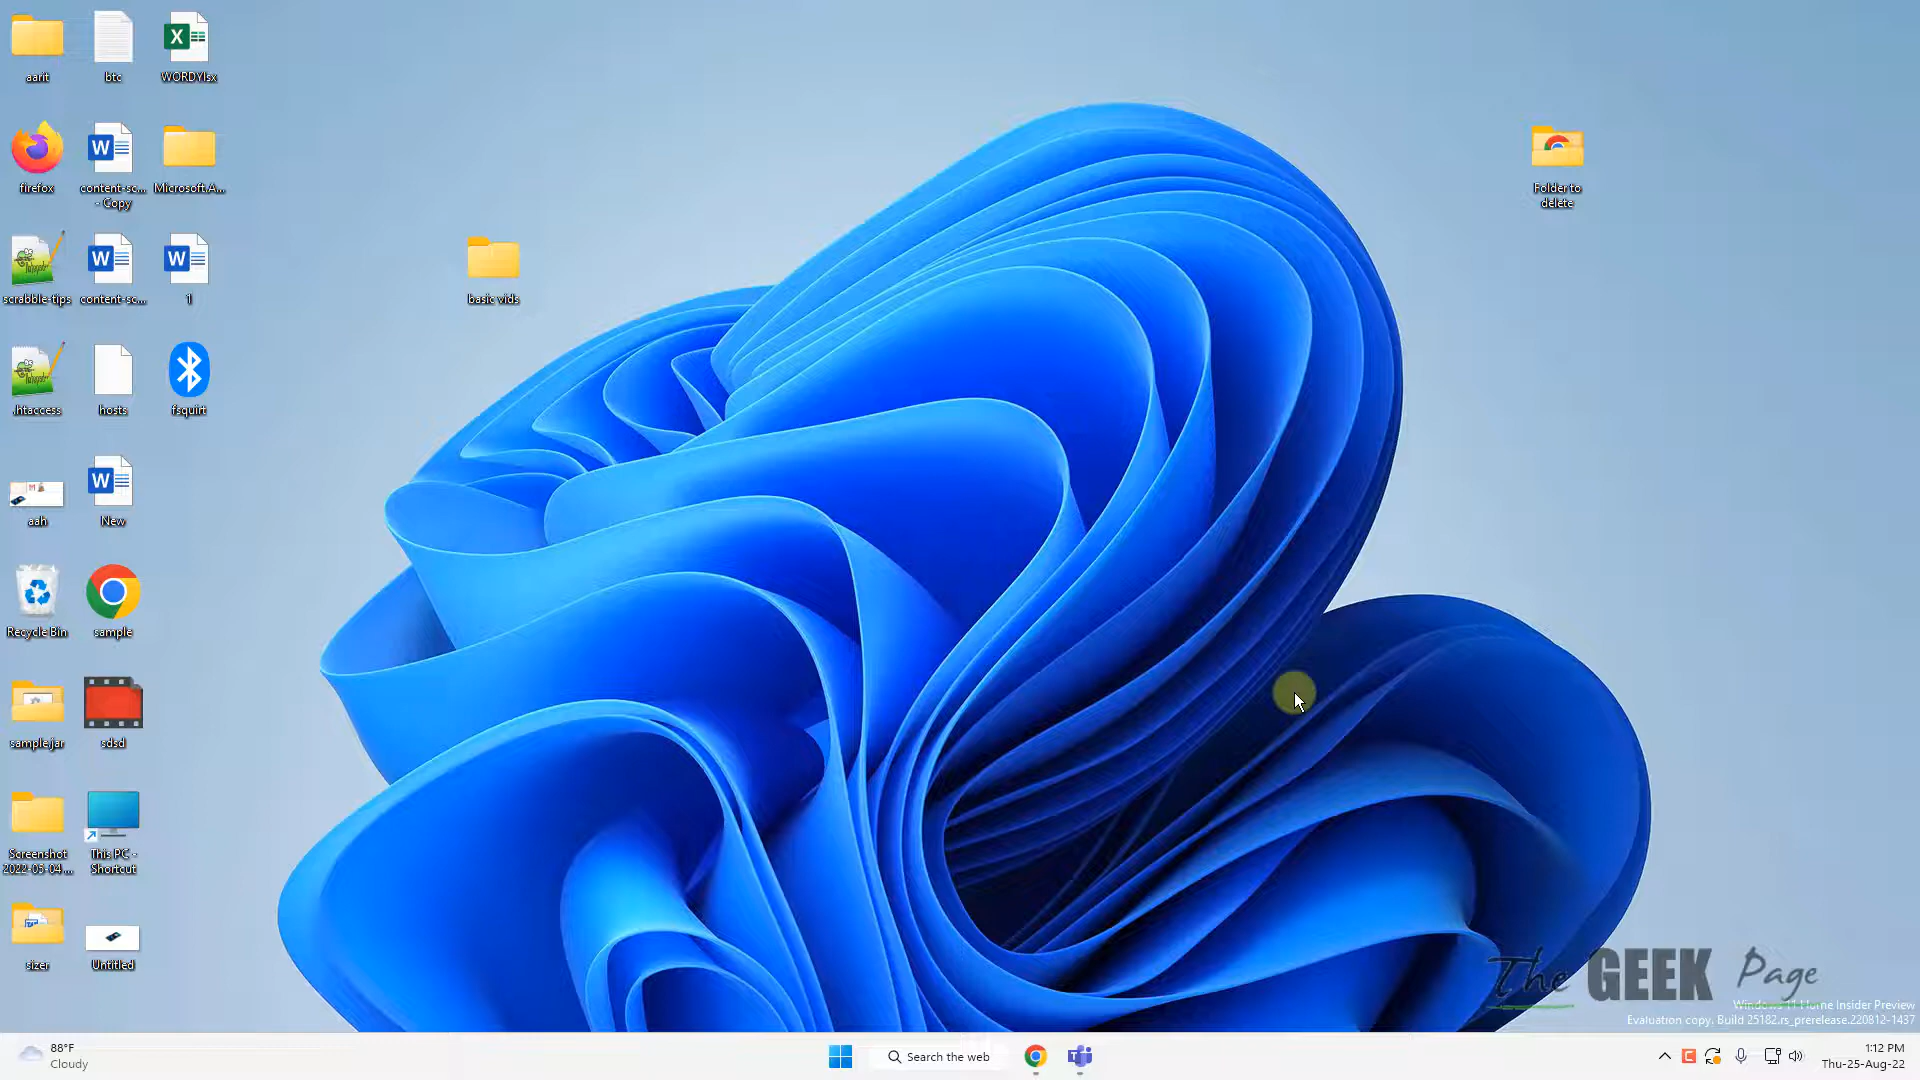 aarit
btc
WORDYlsx
firefox
content-sc...
- Copy
Microsoft.A...
Folder to
delete
scrabble-tips
content-sc...
1
basic vids
.htaccess
hosts
fsquirt
aah
New
Recycle Bin
sample
sample.jar
sdsd
Screenshot
2022-05-04...
This PC -
Shortcut
sizer
Untitled
The GEEK Page
Windows 11 Home Insider Preview
Evaluation copy. Build 25182.rs_prerelease.220812-1437
88°F
Cloudy
Search the web
1:12 PM
Thu-25-Aug-22